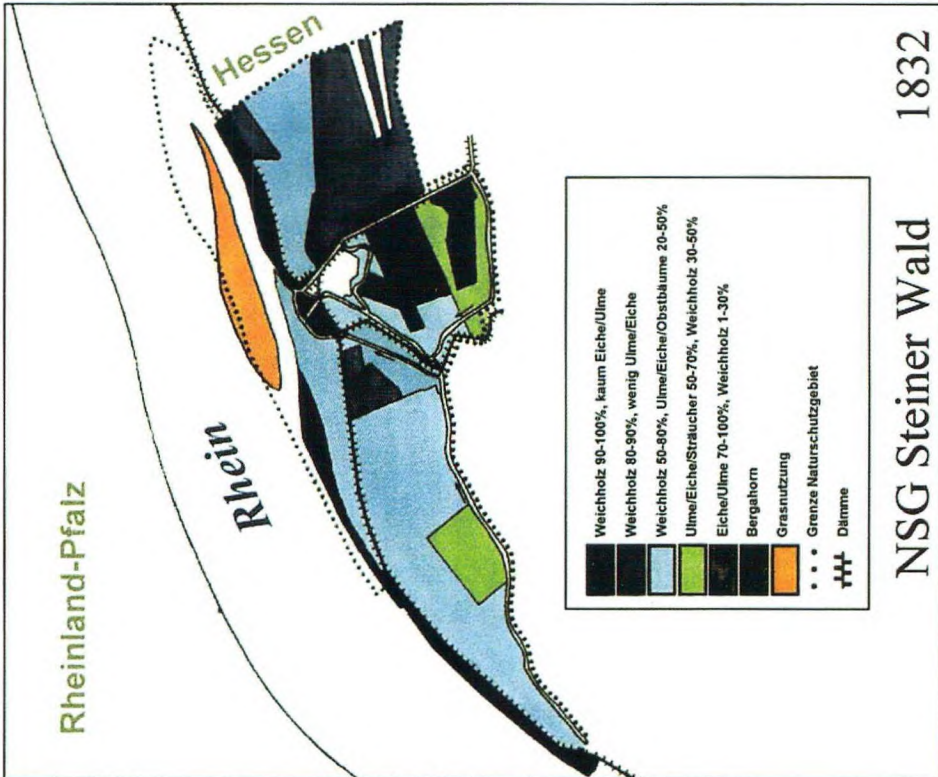 Rheinland-Pfalz
Hessen
Rhein
Weichholz 90-100%, kaum Eiche/Ulme
Weichholz 80-90%, wenig Ulme/Eiche
Weichholz 50-80%, Ulme/Eiche/Obstbäume 20-50%
Ulme/Eiche/Sträucher 50-70%, Weichholz 30-50%
Eiche/Ulme 70-100%, Weichholz 1-30%
Bergahorn
Grasnutzung
Grenze Naturschutzgebiet
Dämme
NSG Steiner Wald 1832